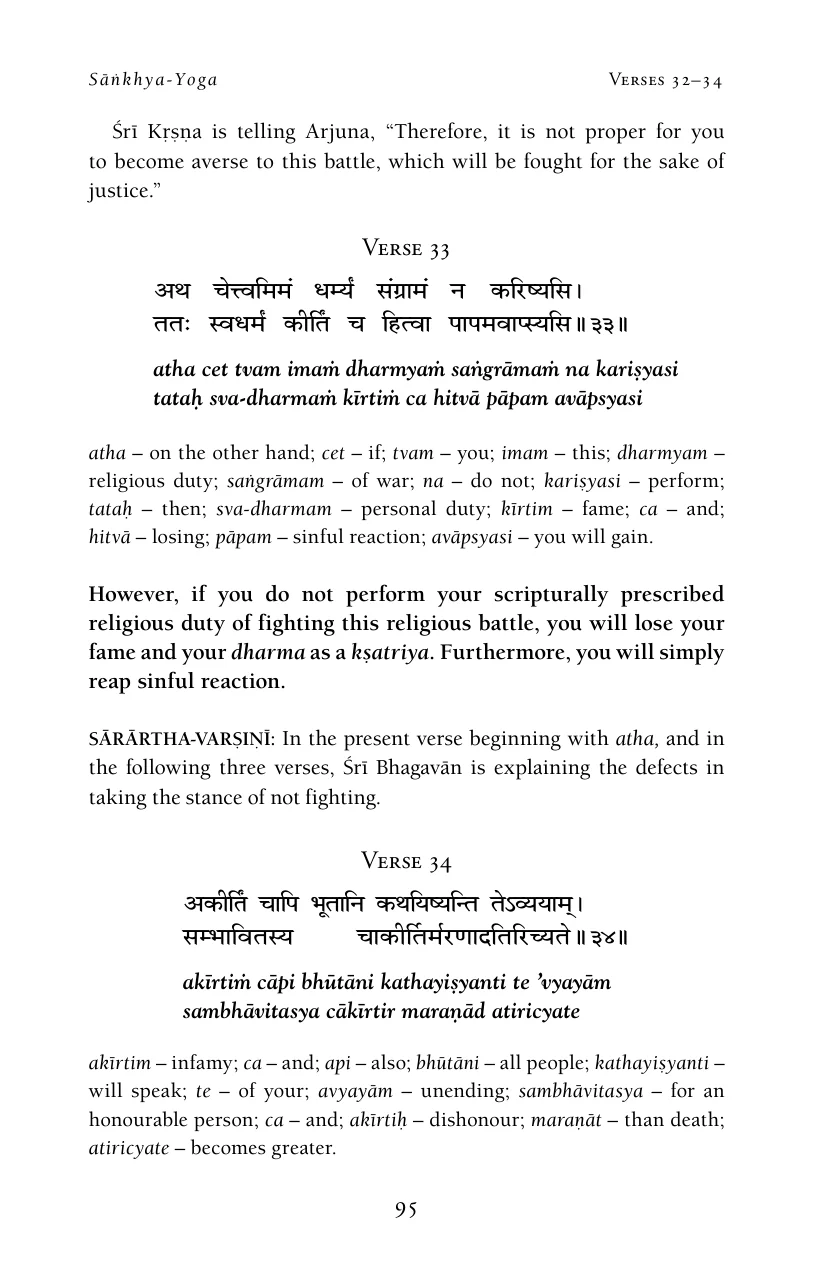 Sāṅkhya-Yoga VERSES 32–34
Śrī Kṛṣṇa is telling Arjuna, “Therefore, it is not proper for you
to become averse to this battle, which will be fought for the sake of
justice.”
VERSE 33
अथ चेत्त्वमिमं धर्म्यं संग्रामं न करिष्यसि।
ततः स्वधर्मं कीर्तिं च हित्वा पापमवाप्स्यसि॥३३॥
atha cet tvam imaṁ dharmyaṁ saṅgrāmaṁ na kariṣyasi
tataḥ sva-dharmaṁ kīrtiṁ ca hitvā pāpam avāpsyasi
atha – on the other hand; cet – if; tvam – you; imam – this; dharmyam –
religious duty; saṅgrāmam – of war; na – do not; kariṣyasi – perform;
tataḥ – then; sva-dharmam – personal duty; kīrtim – fame; ca – and;
hitvā – losing; pāpam – sinful reaction; avāpsyasi – you will gain.
However, if you do not perform your scripturally prescribed
religious duty of fighting this religious battle, you will lose your
fame and your dharma as a kṣatriya. Furthermore, you will simply
reap sinful reaction.
SĀRĀRTHA-VARṢIṆĪ: In the present verse beginning with atha, and in
the following three verses, Śrī Bhagavān is explaining the defects in
taking the stance of not fighting.
VERSE 34
अकीर्तिं चापि भूतानि कथयिष्यन्ति तेऽव्ययाम्।
सम्भावितस्य चाकीर्तिर्मरणादतिरिच्यते॥३४॥
akīrtiṁ cāpi bhūtāni kathayiṣyanti te ’vyayām
sambhāvitasya cākīrtir maraṇād atiricyate
akīrtim – infamy; ca – and; api – also; bhūtāni – all people; kathayiṣyanti –
will speak; te – of your; avyayām – unending; sambhāvitasya – for an
honourable person; ca – and; akīrtiḥ – dishonour; maraṇāt – than death;
atiricyate – becomes greater.
95